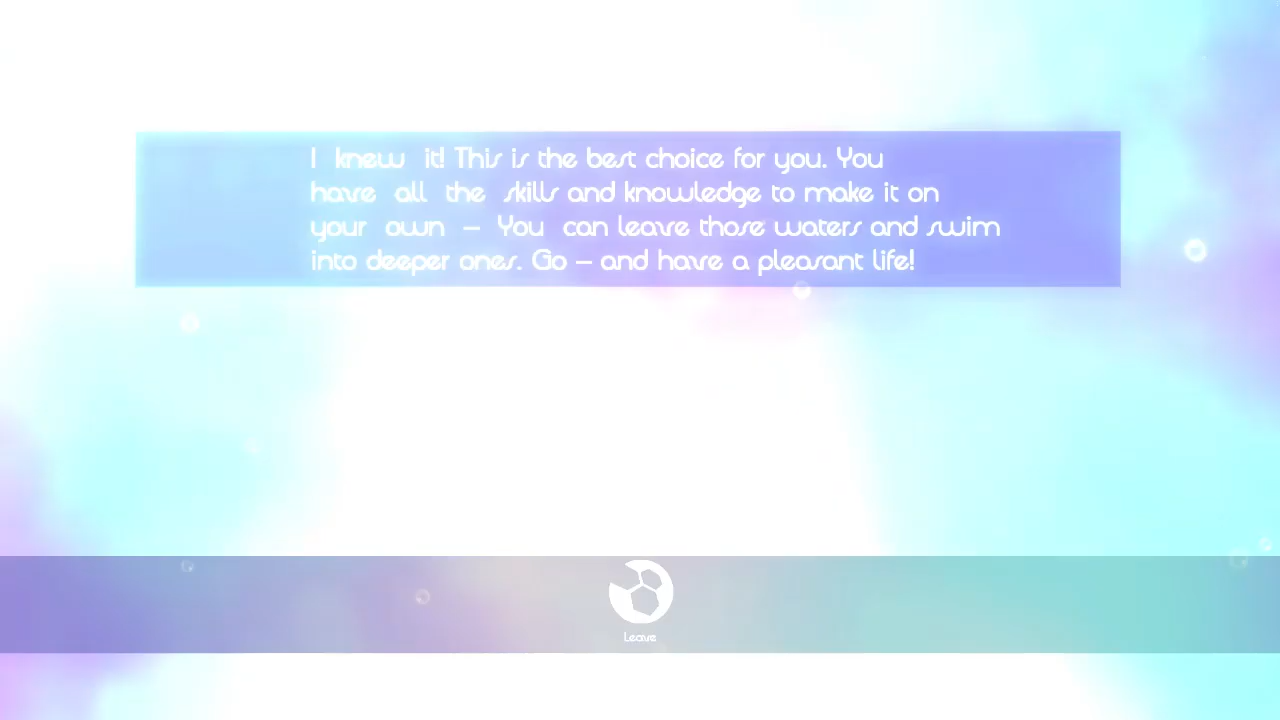 I knew it! This is the best choice for you. You
have all the skills and knowledge to make it on
your own – You can leave those waters and swim
into deeper ones. Go – and have a pleasant life!
Leave